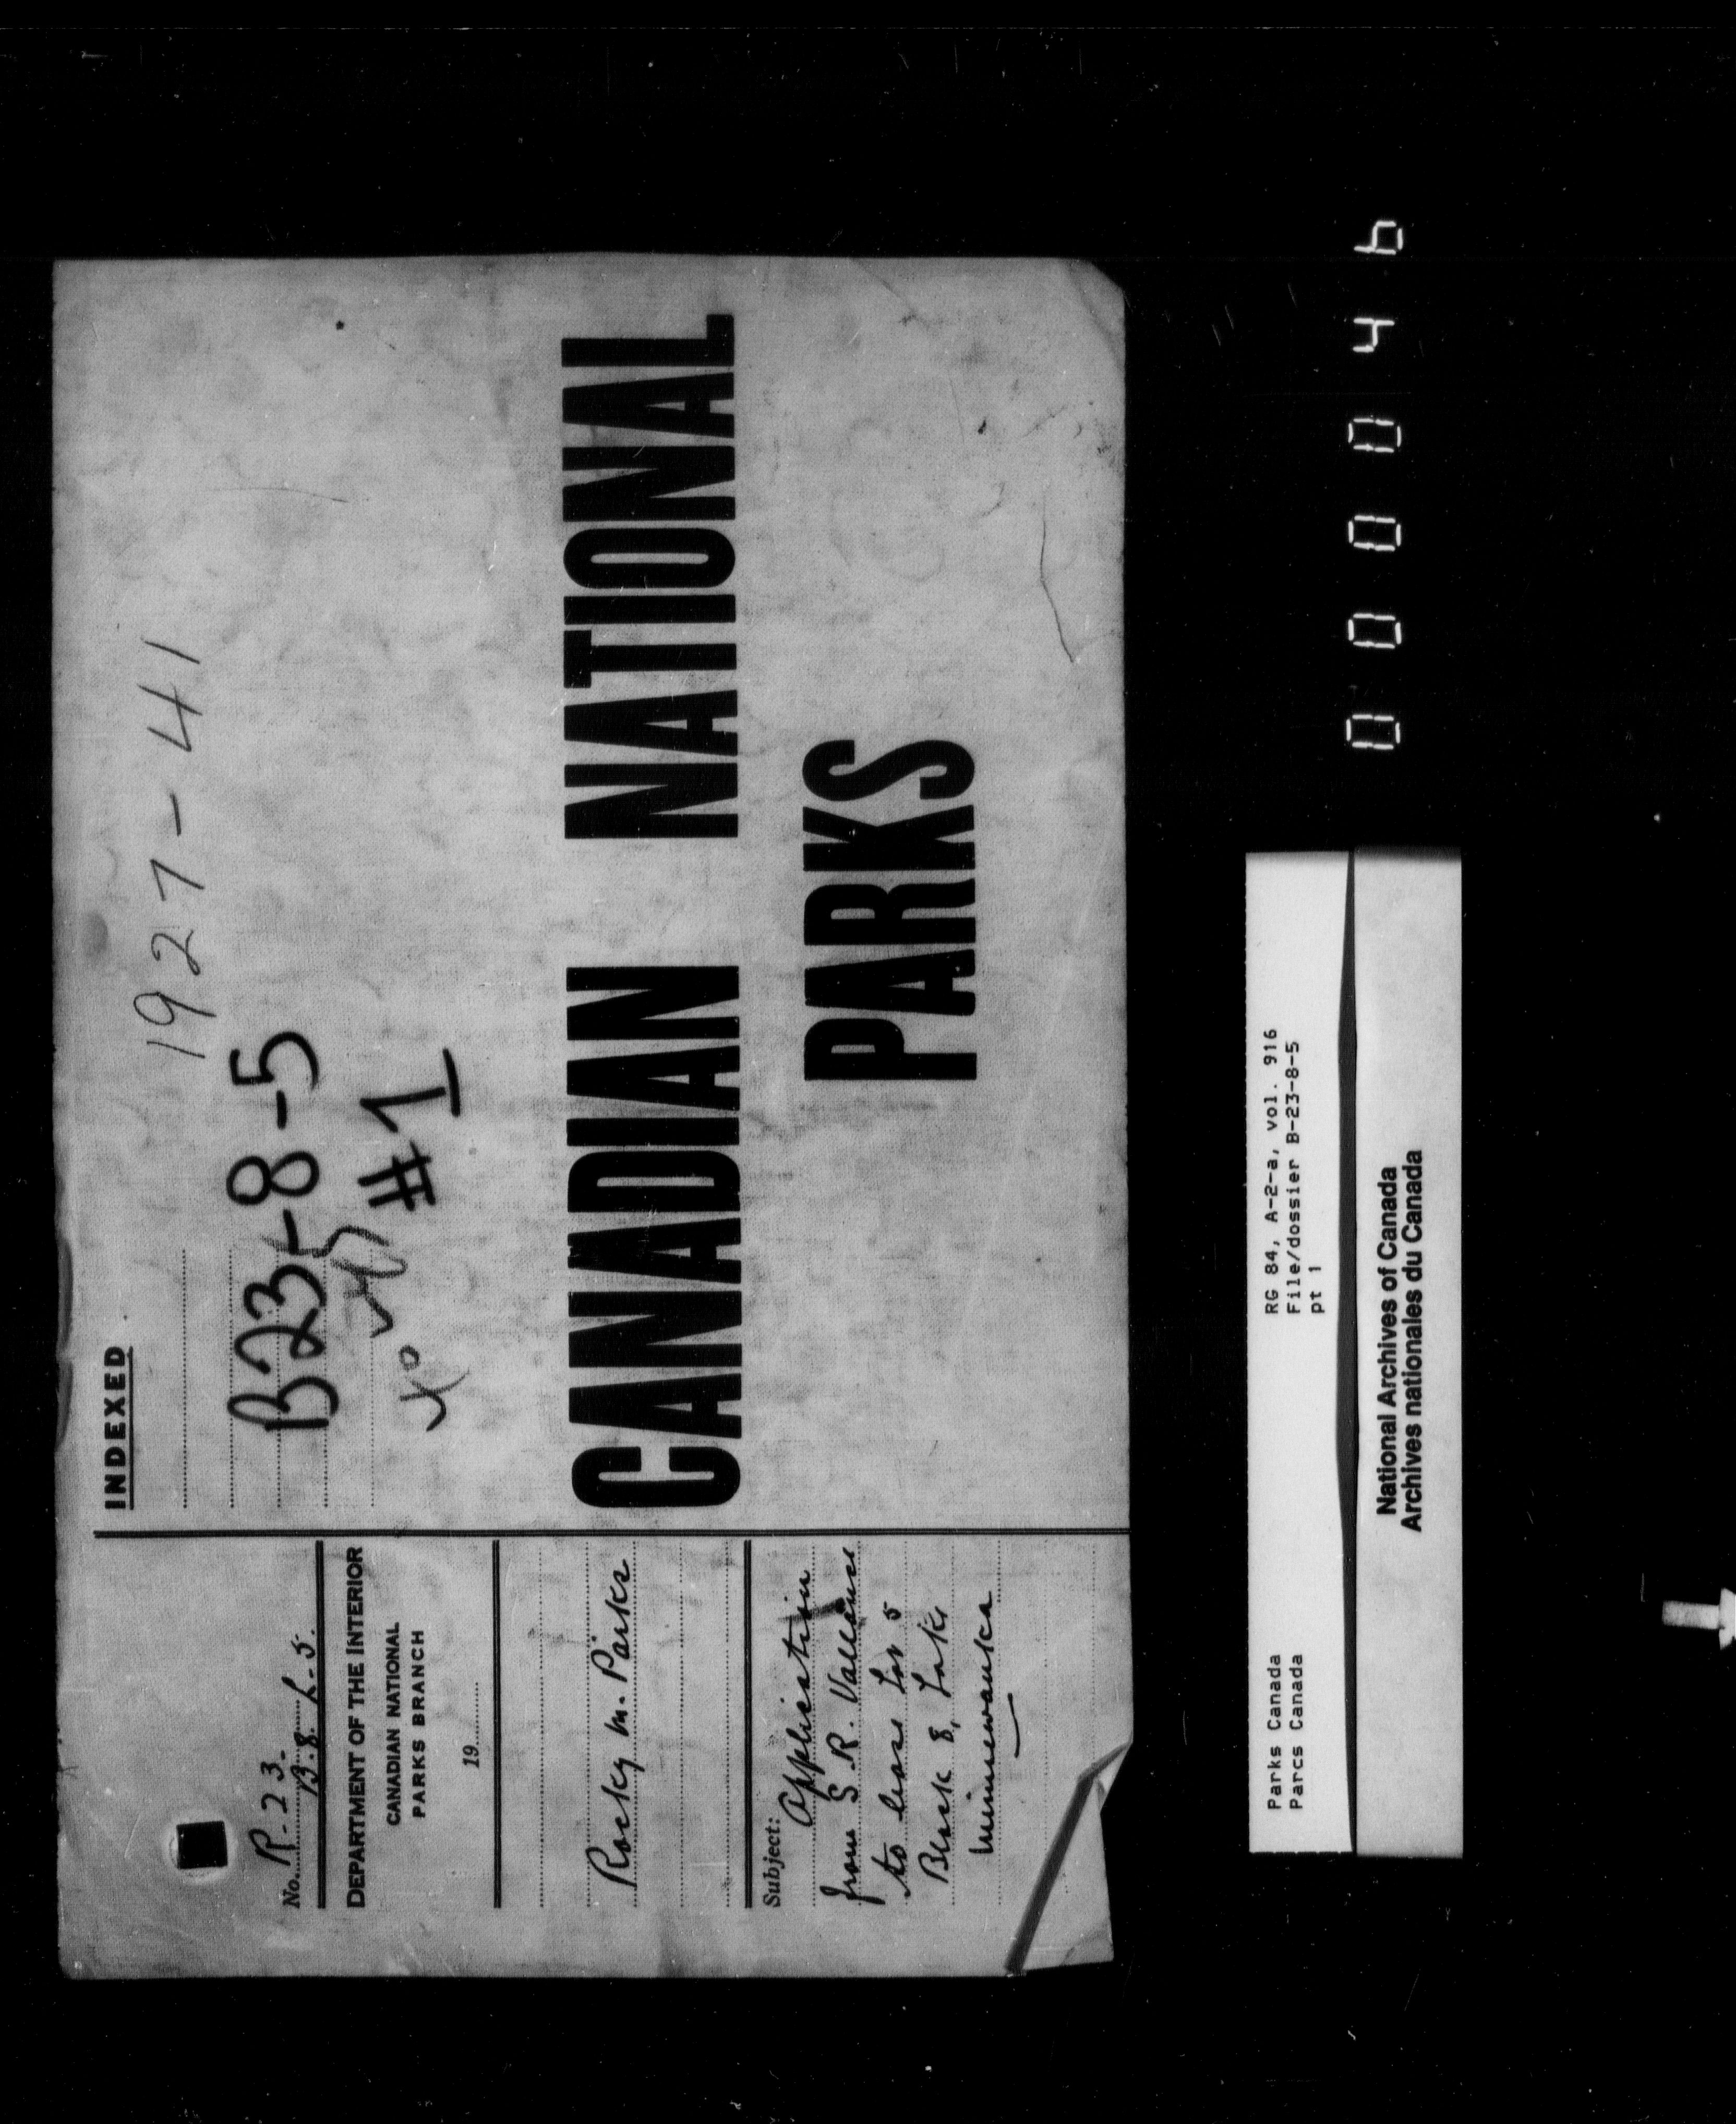 No. R-23.
B.8. L-5.
DEPARTMENT OF THE INTERIOR
CANADIAN NATIONAL
PARKS BRANCH
19
Rocky M. Parks
Subject:
Application
from S. R. Vallance
to lease Lot 5
Block 8, Lake
Minnewanka
INDEXED
1927-41
B23-8-5
#1
CANADIAN NATIONAL
PARKS
Parks Canada
Parcs Canada
RG 84, A-2-a, vol. 916
File/dossier B-23-8-5
pt 1
National Archives of Canada
Archives nationales du Canada